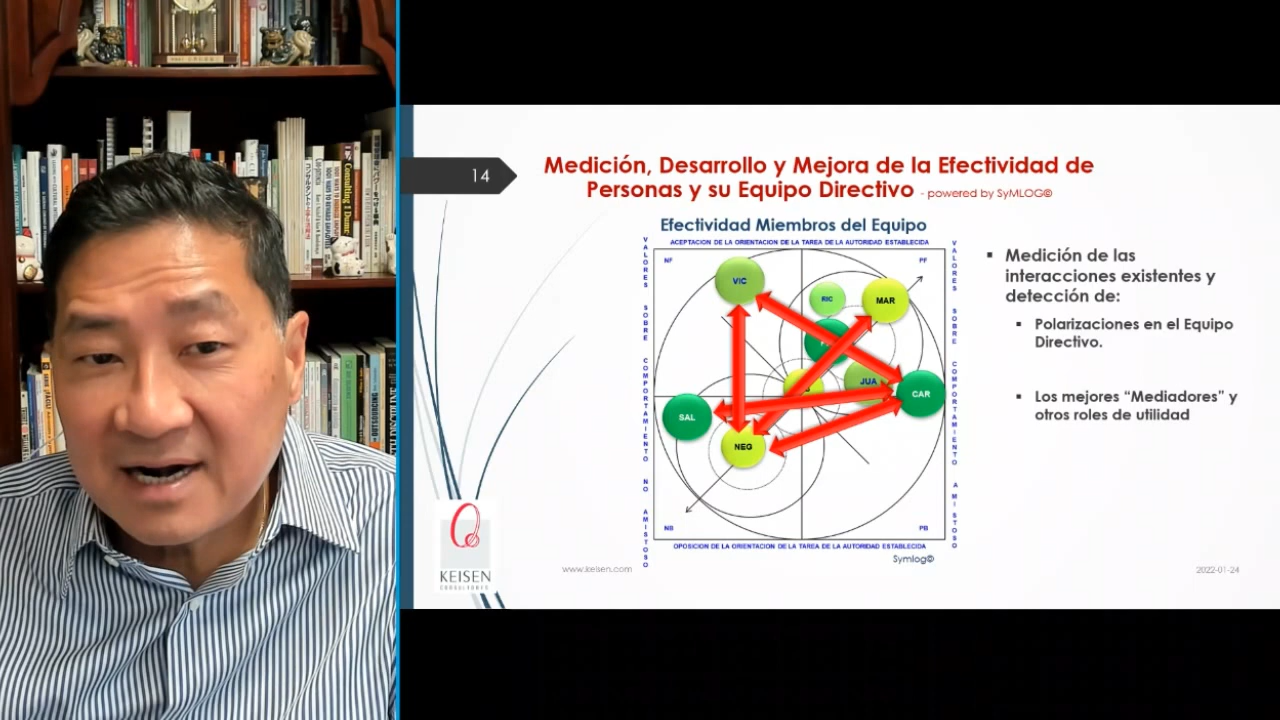 14
Medición, Desarrollo y Mejora de la Efectividad de
Personas y su Equipo Directivo - powered by SyMLOG©
Efectividad Miembros del Equipo
ACEPTACION DE LA ORIENTACION DE LA TAREA DE LA AUTORIDAD ESTABLECIDA
VALORES SOBRE COMPORTAMIENTO NO AMISTOSO
VALORES SOBRE COMPORTAMIENTO AMISTOSO
NF
PF
VIC
RIC
MAR
JUA
CAR
SAL
NEG
NB
PB
OPOSICION DE LA ORIENTACION DE LA TAREA DE LA AUTORIDAD ESTABLECIDA
Symlog©
▪ Medición de las
interacciones existentes y
detección de:
▪ Polarizaciones en el Equipo
Directivo.
▪ Los mejores “Mediadores” y
otros roles de utilidad
KEISEN
CONSULTORES
www.keisen.com
2022-01-24